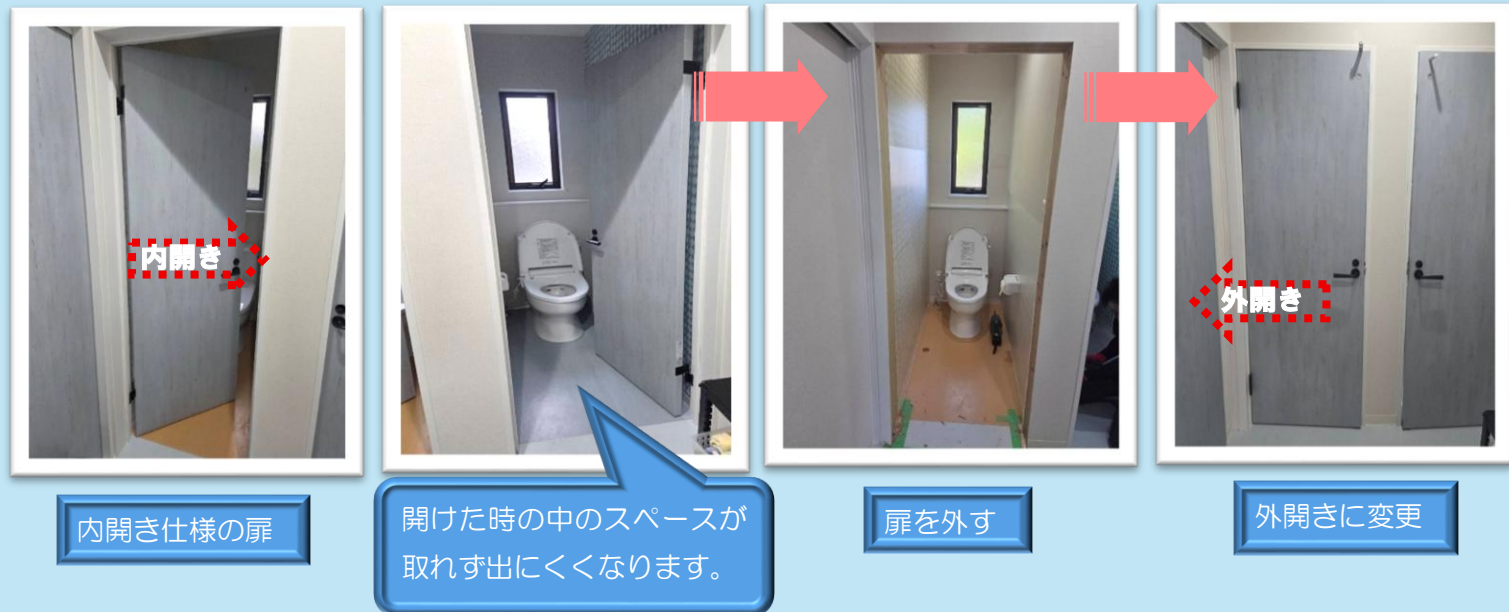 内開き
外開き
内開き仕様の扉
開けた時の中のスペースが
取れず出にくくなります。
扉を外す
外開きに変更